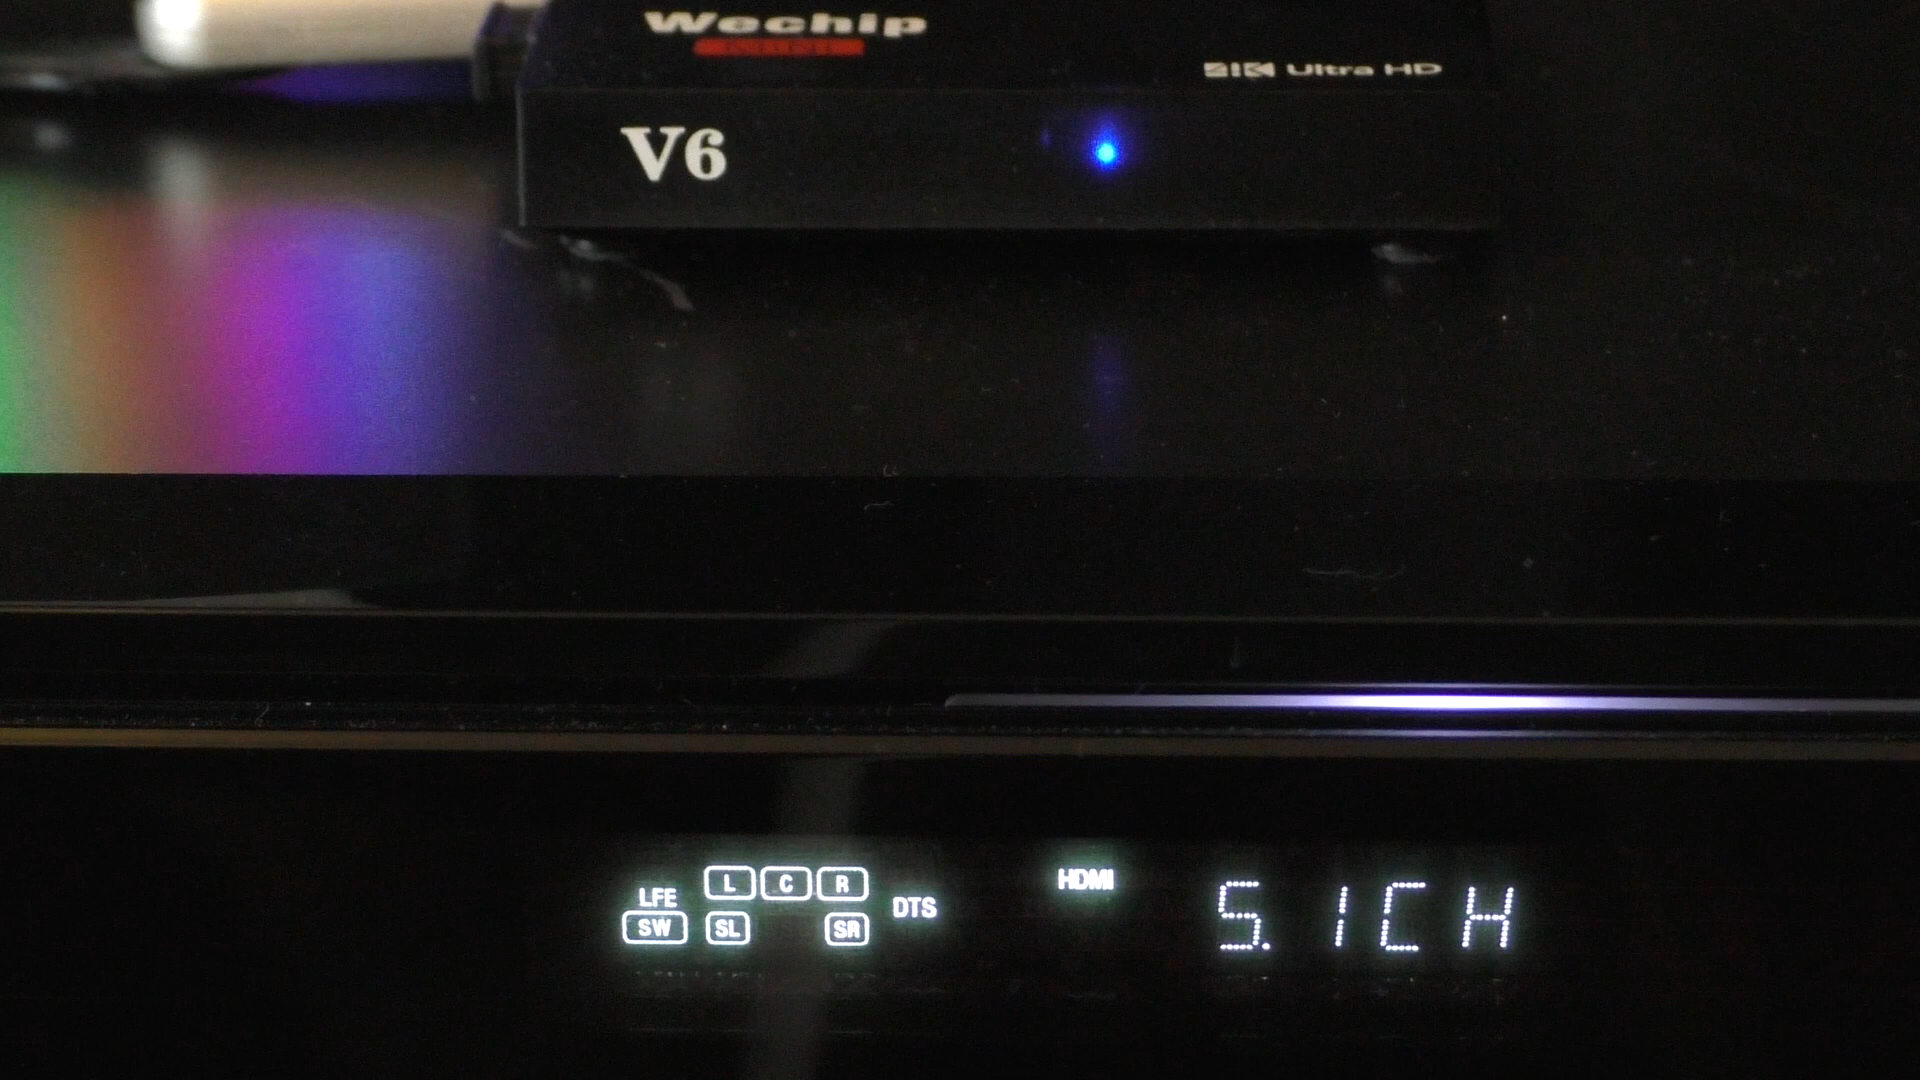 Wechip
4K Ultra HD
V6
L C R
LFE
DTS
HDMI
5.1CH
SW SL SR